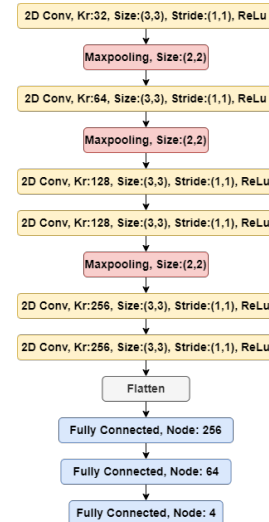 2D Conv, Kr:32, Size:(3,3), Stride:(1,1), ReLu
Maxpooling, Size:(2,2)
2D Conv, Kr:64, Size:(3,3), Stride:(1,1), ReLu
Maxpooling, Size:(2,2)
2D Conv, Kr:128, Size:(3,3), Stride:(1,1), ReLu
2D Conv, Kr:128, Size:(3,3), Stride:(1,1), ReLu
Maxpooling, Size:(2,2)
2D Conv, Kr:256, Size:(3,3), Stride:(1,1), ReLu
2D Conv, Kr:256, Size:(3,3), Stride:(1,1), ReLu
Flatten
Fully Connected, Node: 256
Fully Connected, Node: 64
Fully Connected, Node: 4